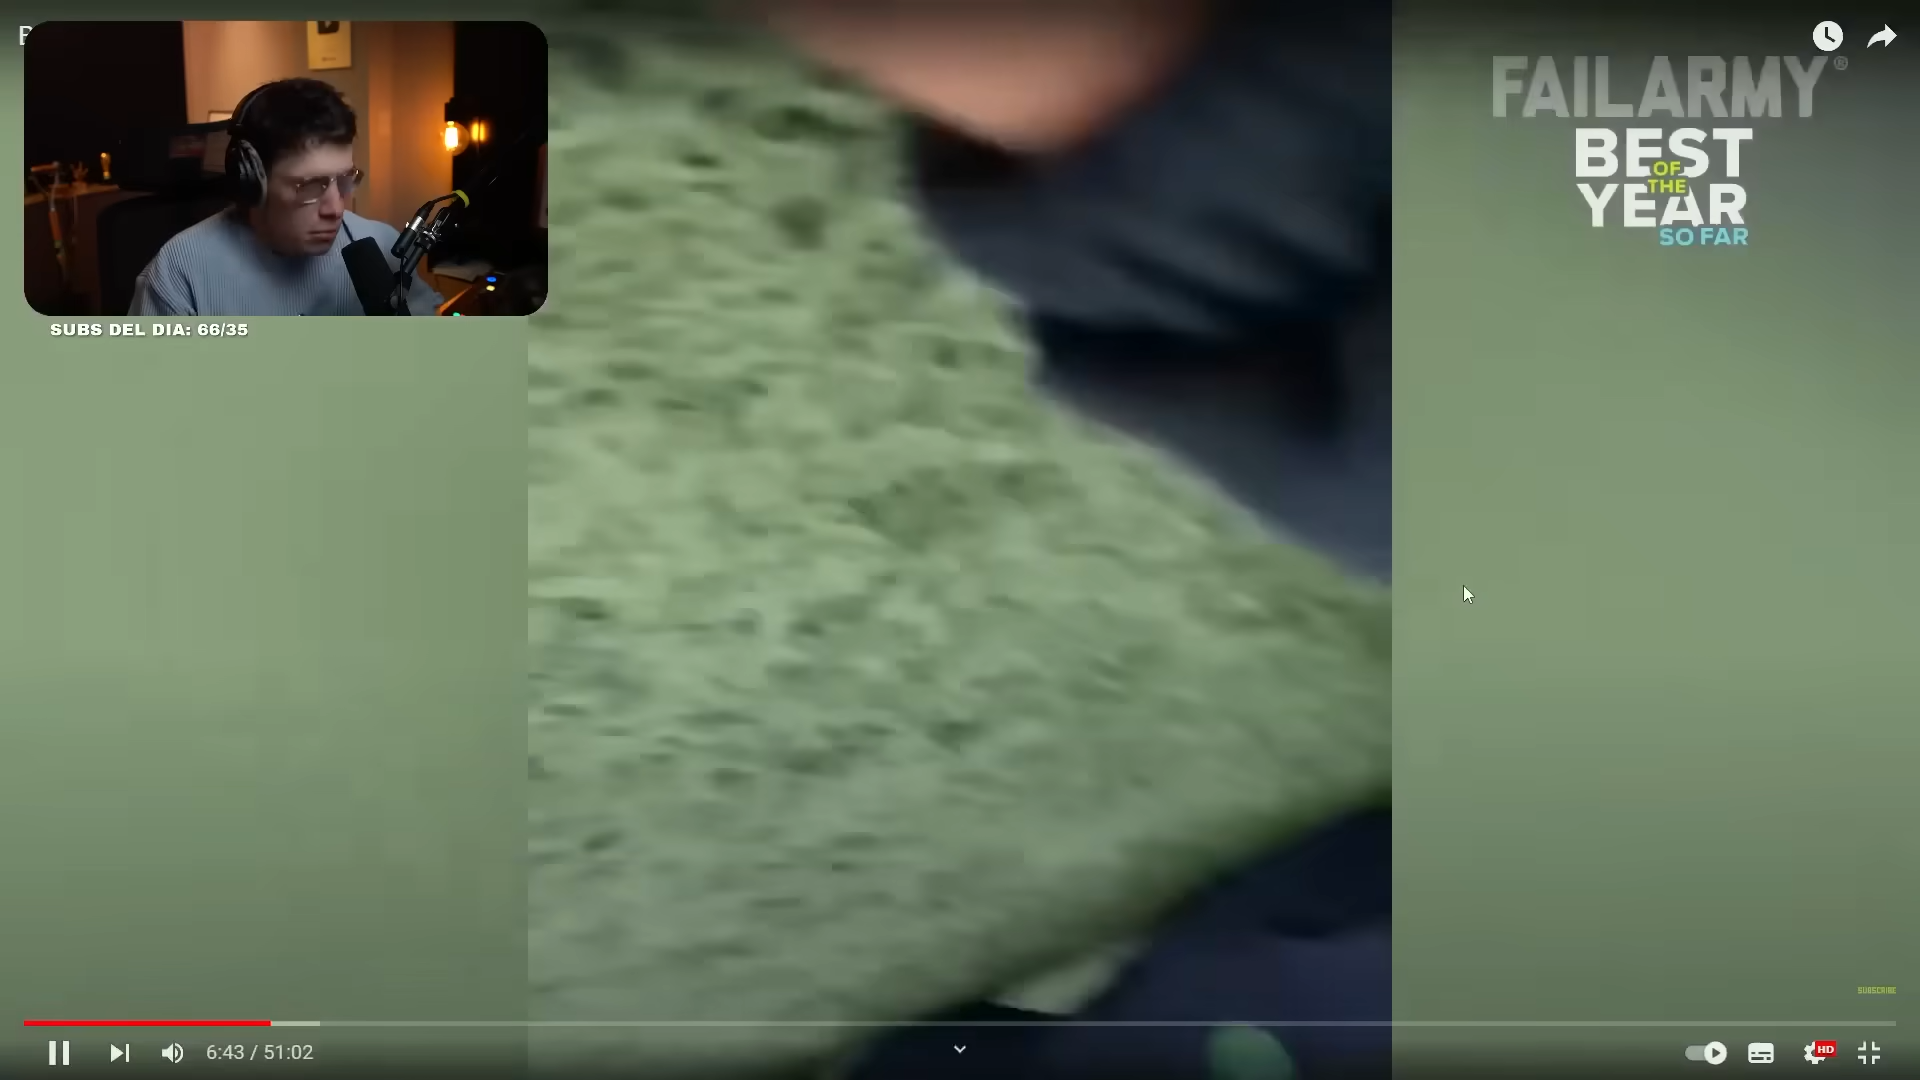 FAILARMY®
BEST
OF
THE
YEAR
SO FAR
SUBS DEL DIA: 66/35
SUBSCRIBE
6:43 / 51:02
HD